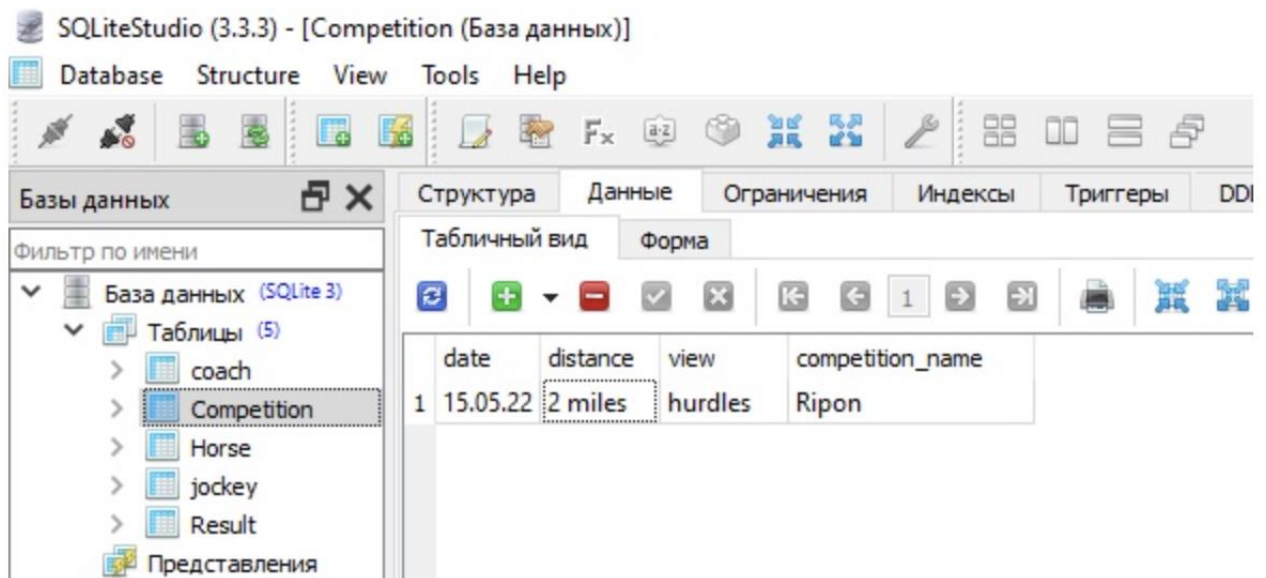 SQLiteStudio (3.3.3) - [Competition (База данных)]
Database Structure View Tools Help
Базы данных
Структура Данные Ограничения Индексы Триггеры DDL
Табличный вид Форма
Фильтр по имени
База данных (SQLite 3)
1
Таблицы (5)
coach
Competition
Horse
jockey
Result
Представления
date distance view competition_name
1 15.05.22 2 miles hurdles Ripon